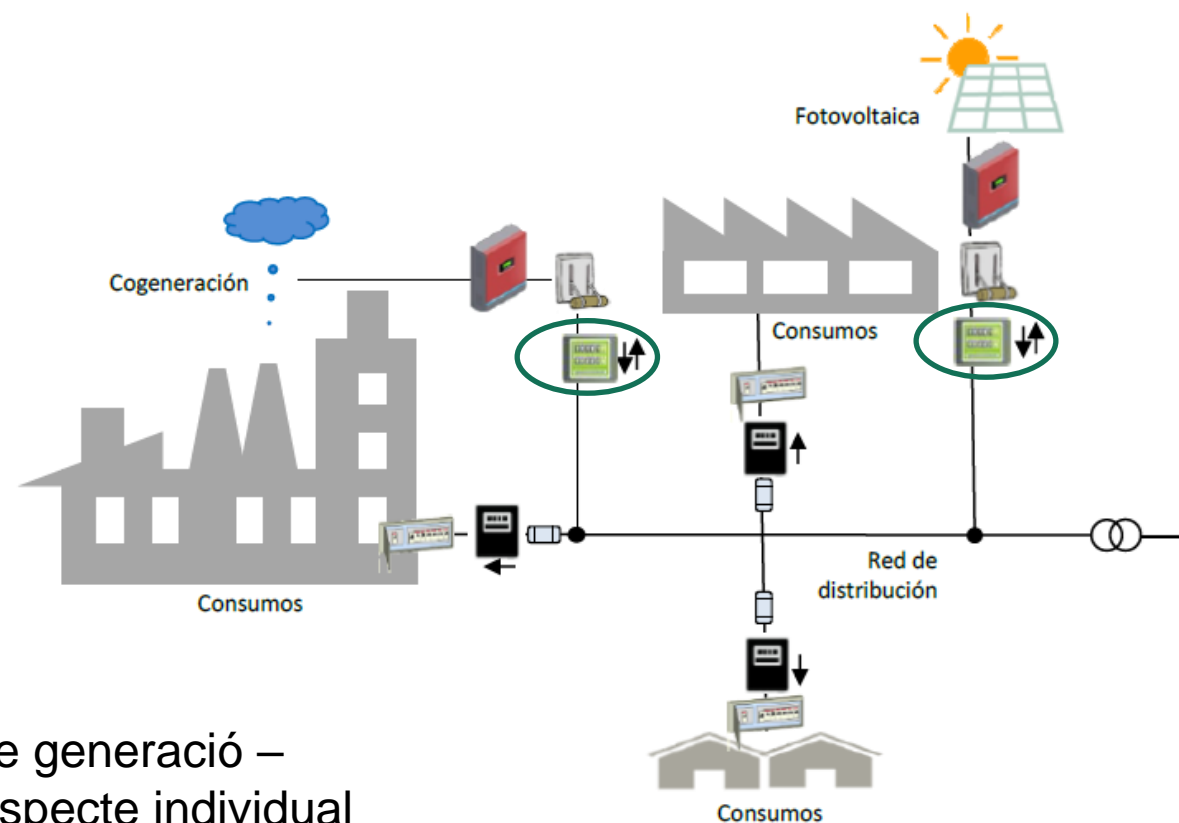 Fotovoltaica
Cogeneración
Consumos
Consumos
Red de
distribución
Consumos
e generació –
specte individual